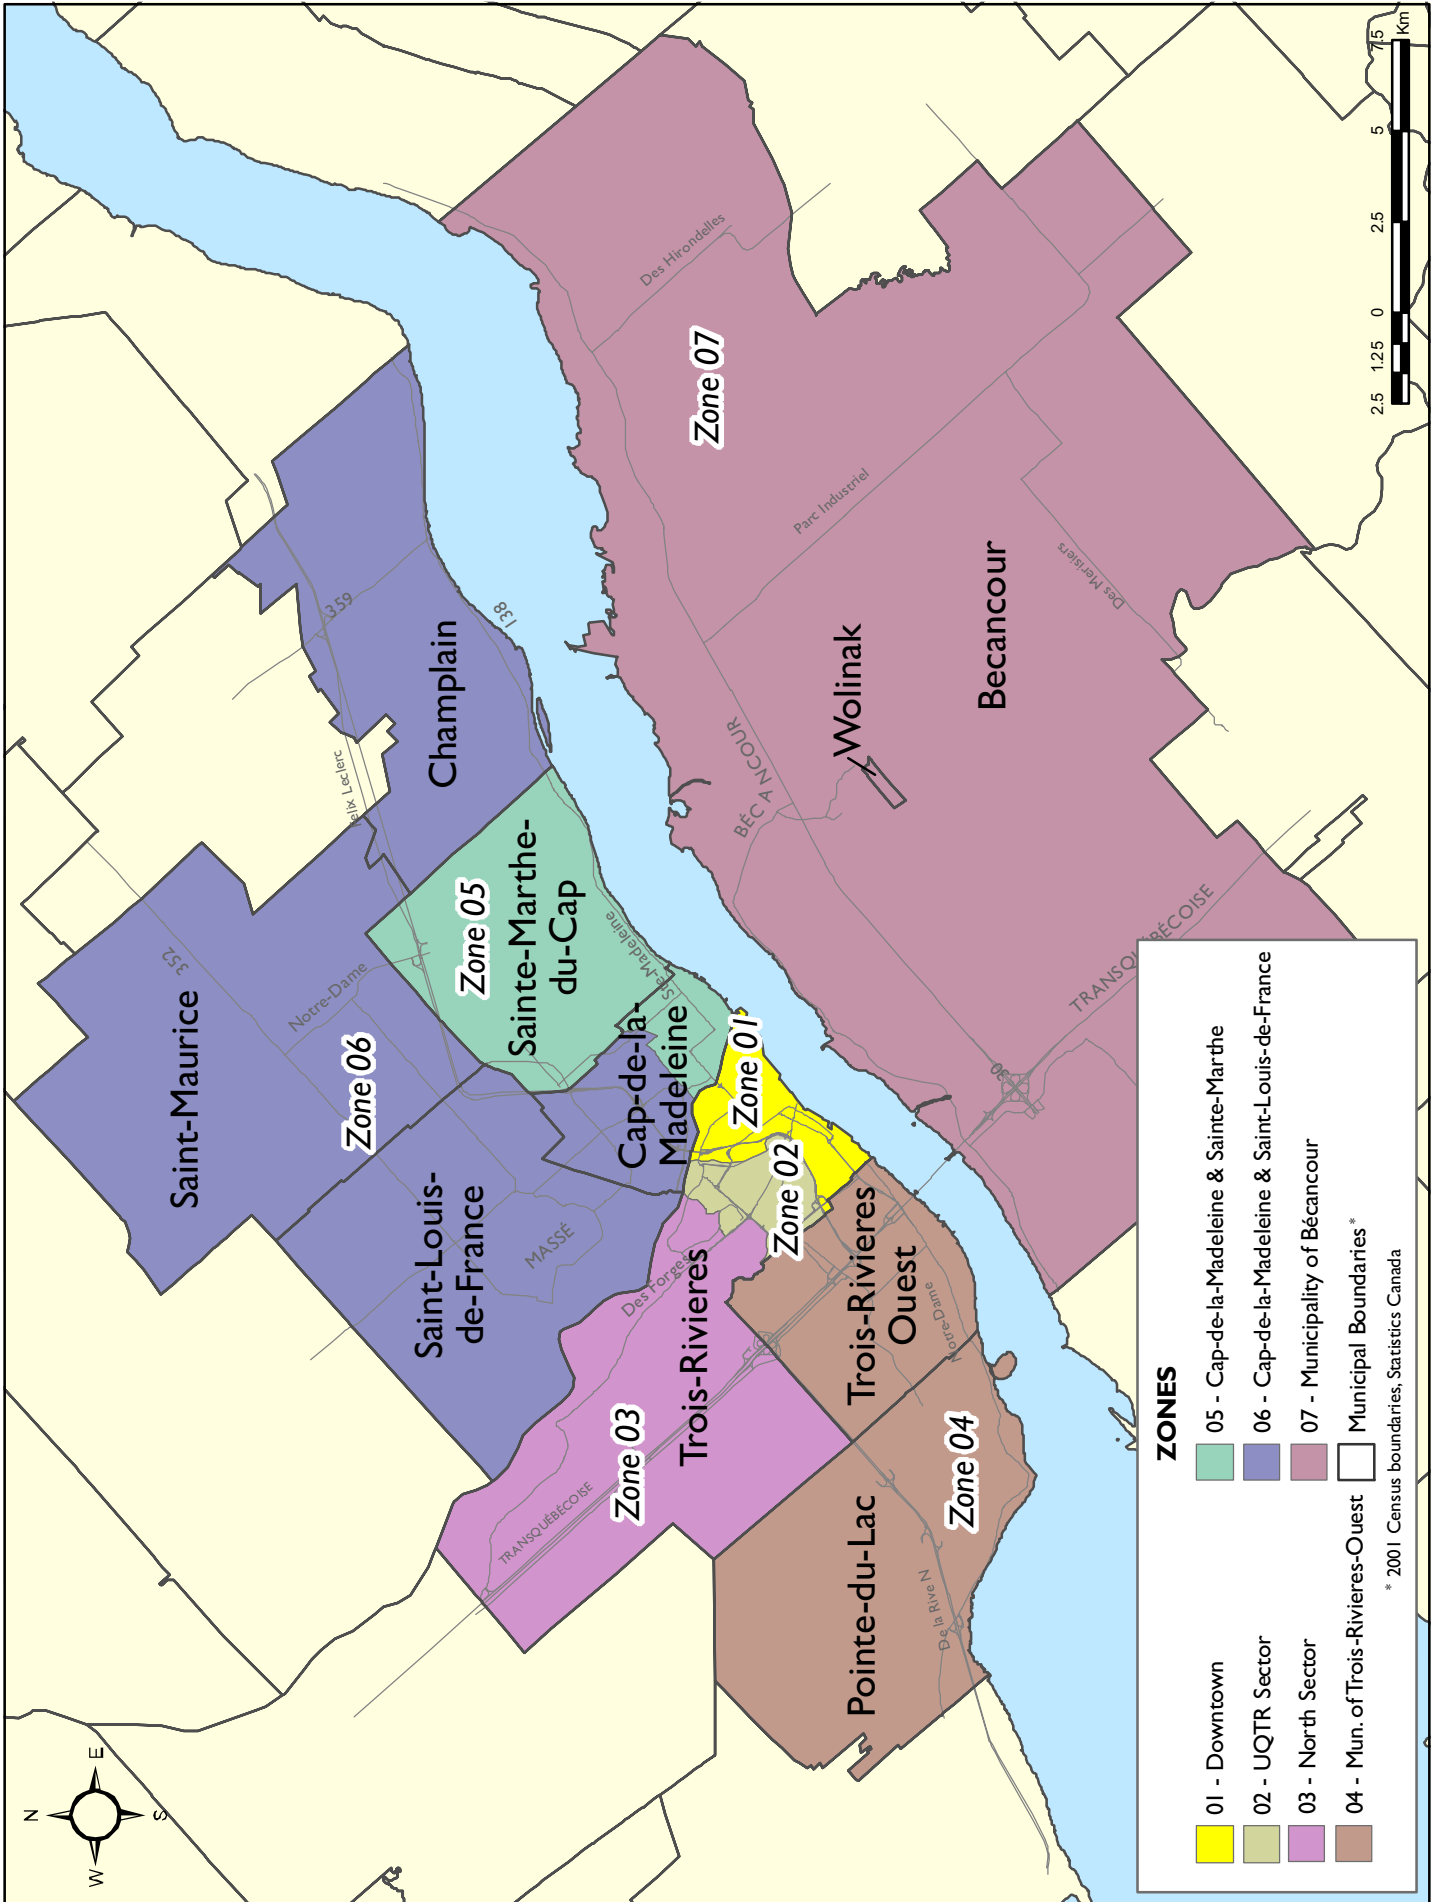 N
W
E
S
Saint-Maurice
352
Notre-Dame
Zone 06
Felix Leclerc
359
Champlain
138
Saint-Louis-
de-France
MASSÉ
Zone 05
Sainte-Marthe-
du-Cap
Ste-Madeleine
Cap-de-la-
Madeleine
Zone 01
Zone 02
Des Forges
Trois-Rivieres
Zone 03
TRANSQUÉBÉCOISE
Trois-Rivieres
Ouest
Notre-Dame
Pointe-du-Lac
Zone 04
De la Rive N
Des Hirondelles
Zone 07
Parc Industriel
Des Merisiers
Wolinak
Becancour
BÉCANCOUR
30
TRANSQUÉBÉCOISE
ZONES
01 - Downtown
02 - UQTR Sector
03 - North Sector
04 - Mun. of Trois-Rivieres-Ouest
05 - Cap-de-la-Madeleine & Sainte-Marthe
06 - Cap-de-la-Madeleine & Saint-Louis-de-France
07 - Municipality of Bécancour
Municipal Boundaries*
* 2001 Census boundaries, Statistics Canada
2.5 1.25 0 2.5 5 7.5
Km